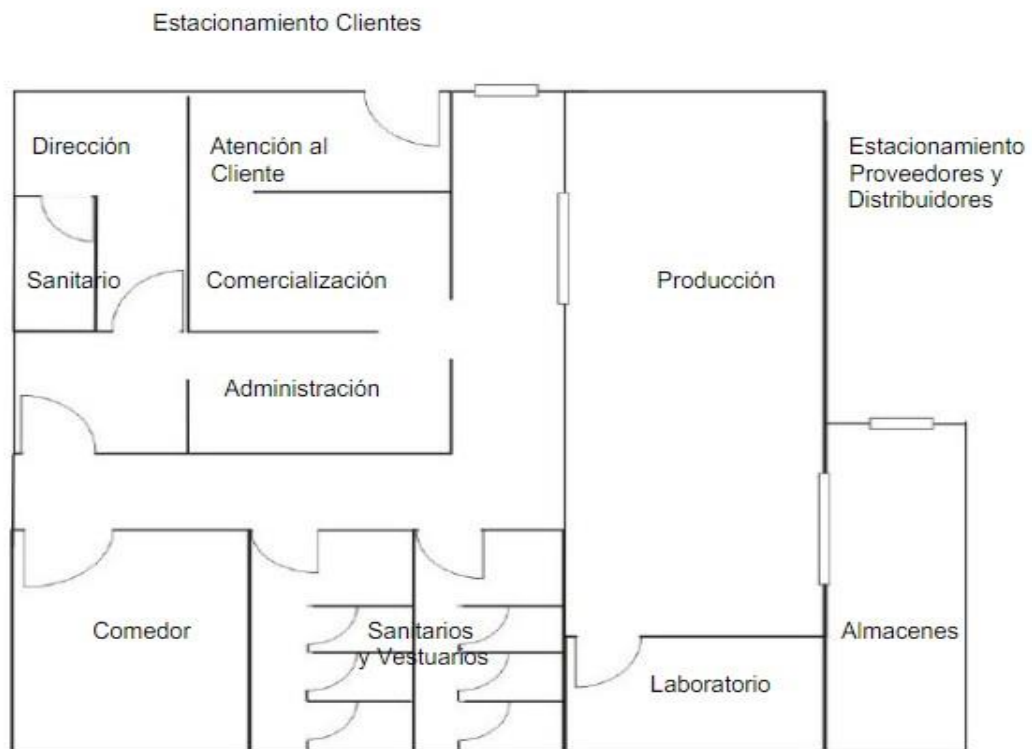 Estacionamiento Clientes
Dirección
Atención al
Cliente
Estacionamiento
Proveedores y
Distribuidores
Sanitario
Comercialización
Producción
Administración
Comedor
Sanitarios
y Vestuarios
Almacenes
Laboratorio